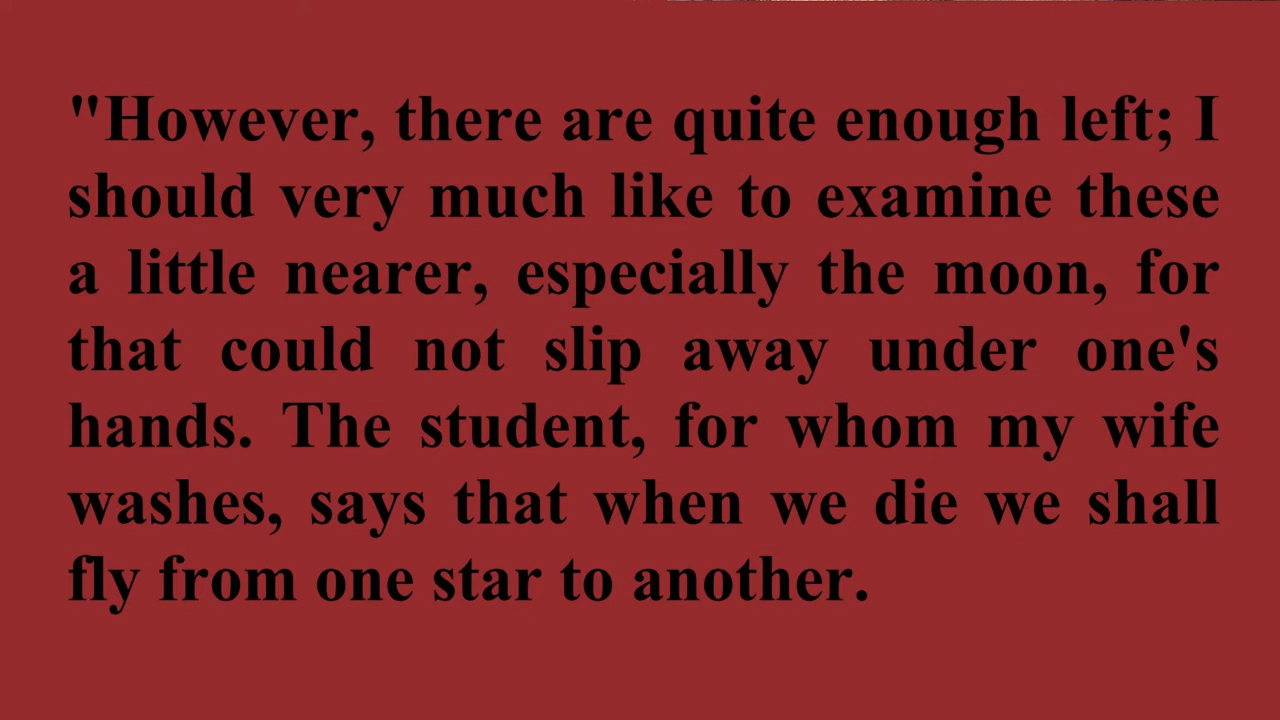 "However, there are quite enough left; I
should very much like to examine these
a little nearer, especially the moon, for
that could not slip away under one's
hands. The student, for whom my wife
washes, says that when we die we shall
fly from one star to another.